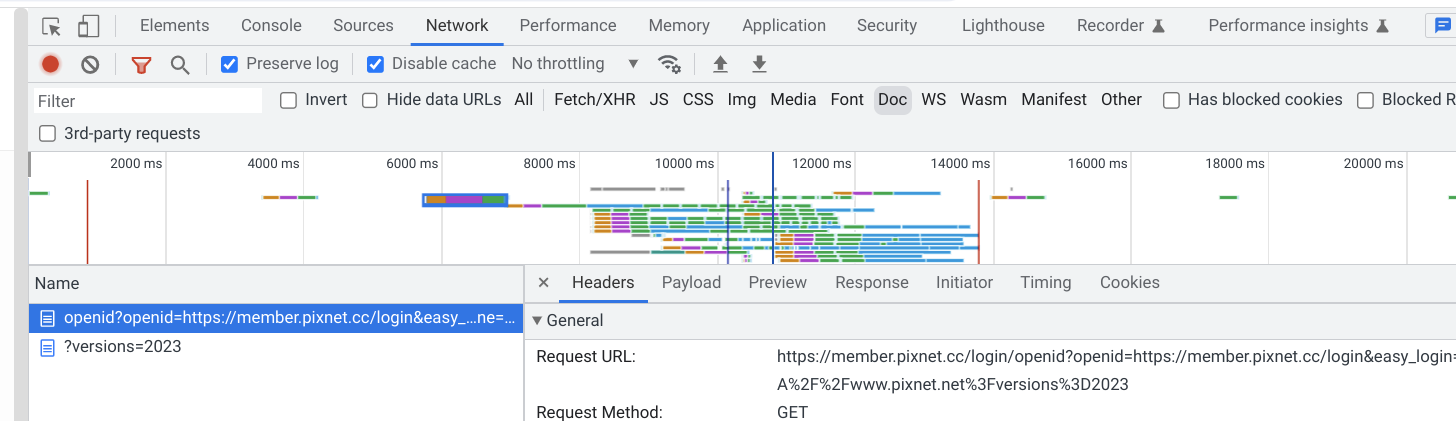 Elements Console Sources Network Performance Memory Application Security Lighthouse Recorder Performance insights
Preserve log Disable cache No throttling
Filter Invert Hide data URLs All Fetch/XHR JS CSS Img Media Font Doc WS Wasm Manifest Other Has blocked cookies Blocked R
3rd-party requests
2000 ms 4000 ms 6000 ms 8000 ms 10000 ms 12000 ms 14000 ms 16000 ms 18000 ms 20000 ms
Name × Headers Payload Preview Response Initiator Timing Cookies
openid?openid=https://member.pixnet.cc/login&easy_...ne=... General
?versions=2023
Request URL: https://member.pixnet.cc/login/openid?openid=https://member.pixnet.cc/login&easy_login=
A%2F%2Fwww.pixnet.net%3Fversions%3D2023
Request Method: GET